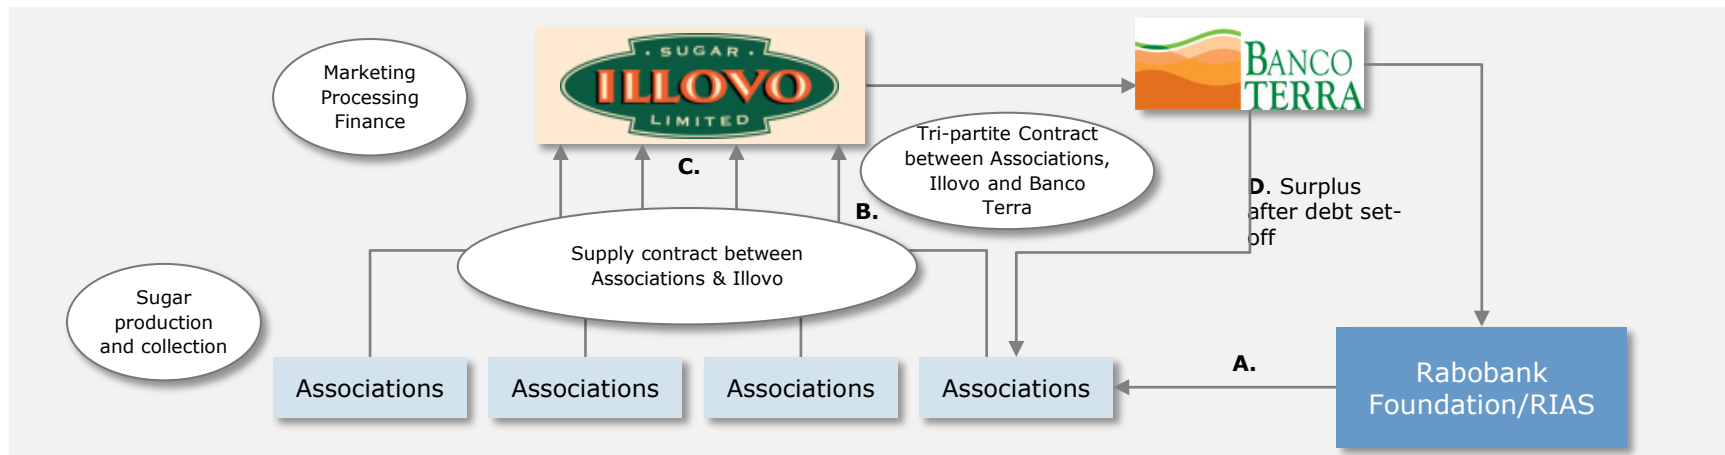 Marketing
Processing
Finance
· SUGAR ·
ILLOVO
LIMITED
BANCO
TERRA
Tri-partite Contract
between Associations,
Illovo and Banco
Terra
C.
B.
D. Surplus
after debt set-
off
Supply contract between
Associations & Illovo
Sugar
production
and collection
A.
Associations
Associations
Associations
Associations
Rabobank
Foundation/RIAS